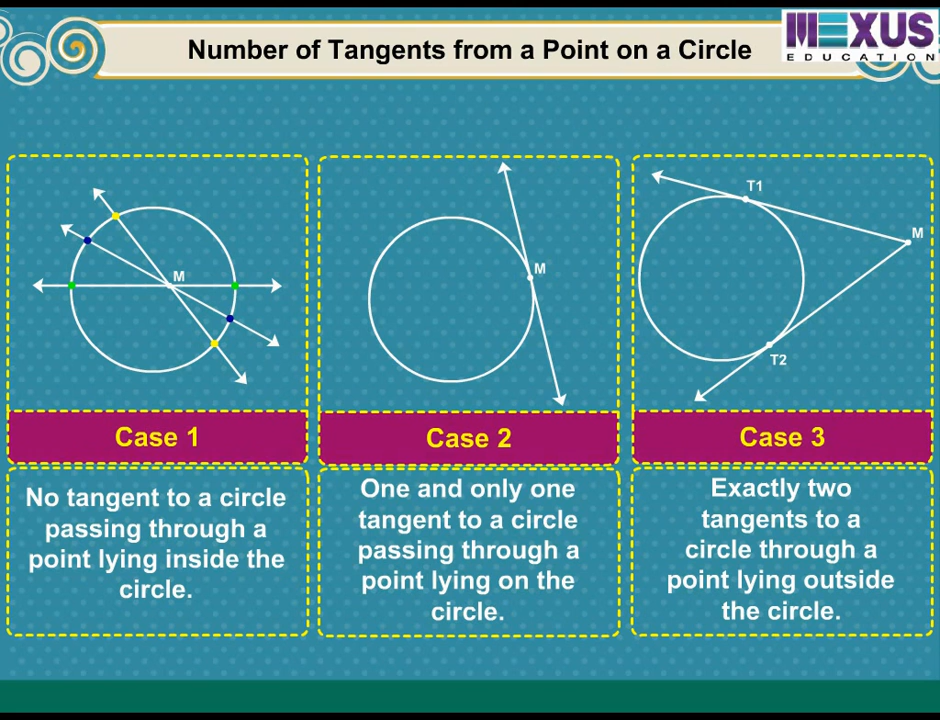 Number of Tangents from a Point on a Circle
MEXUS
EDUCATION
M
M
T1
M
T2
Case 1
Case 2
Case 3
No tangent to a circle
passing through a
point lying inside the
circle.
One and only one
tangent to a circle
passing through a
point lying on the
circle.
Exactly two
tangents to a
circle through a
point lying outside
the circle.